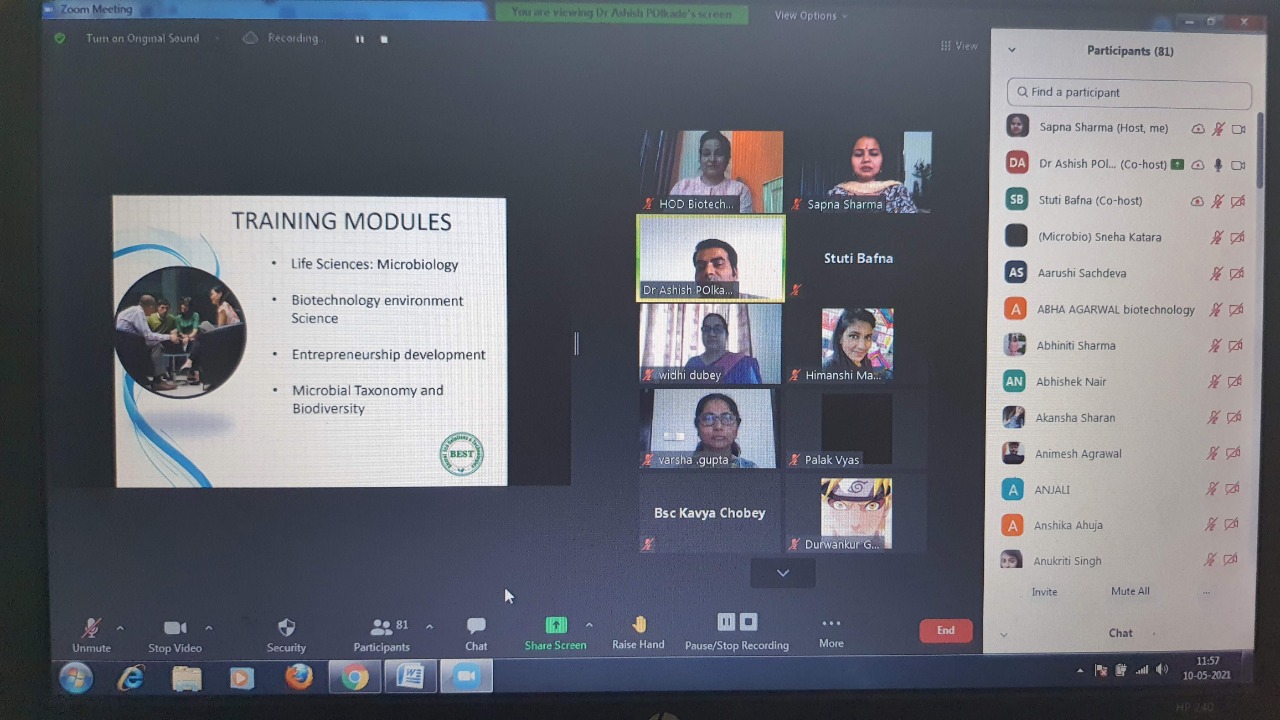 Zoom Meeting
You are viewing Dr Ashish POlkade's screen
View Options
Turn on Original Sound
Recording...
View
TRAINING MODULES
• Life Sciences: Microbiology
• Biotechnology environment
Science
• Entrepreneurship development
• Microbial Taxonomy and
Biodiversity
BEST
HOD Biotech...
Sapna Sharma
Dr Ashish POlka...
Stuti Bafna
widhi dubey
Himanshi Ma...
varsha .gupta
Palak Vyas
Bsc Kavya Chobey
Durwankur G...
Participants (81)
Find a participant
Sapna Sharma (Host, me)
DA Dr Ashish POl... (Co-host)
SB Stuti Bafna (Co-host)
(Microbio) Sneha Katara
AS Aarushi Sachdeva
A ABHA AGARWAL biotechnology
Abhiniti Sharma
AN Abhishek Nair
Akansha Sharan
Animesh Agrawal
A ANJALI
A Anshika Ahuja
Anukriti Singh
Invite Mute All ...
Chat
Unmute
Stop Video
Security
81
Participants
Chat
Share Screen
Raise Hand
Pause/Stop Recording
More
End
11:57
10-05-2021
HP 240